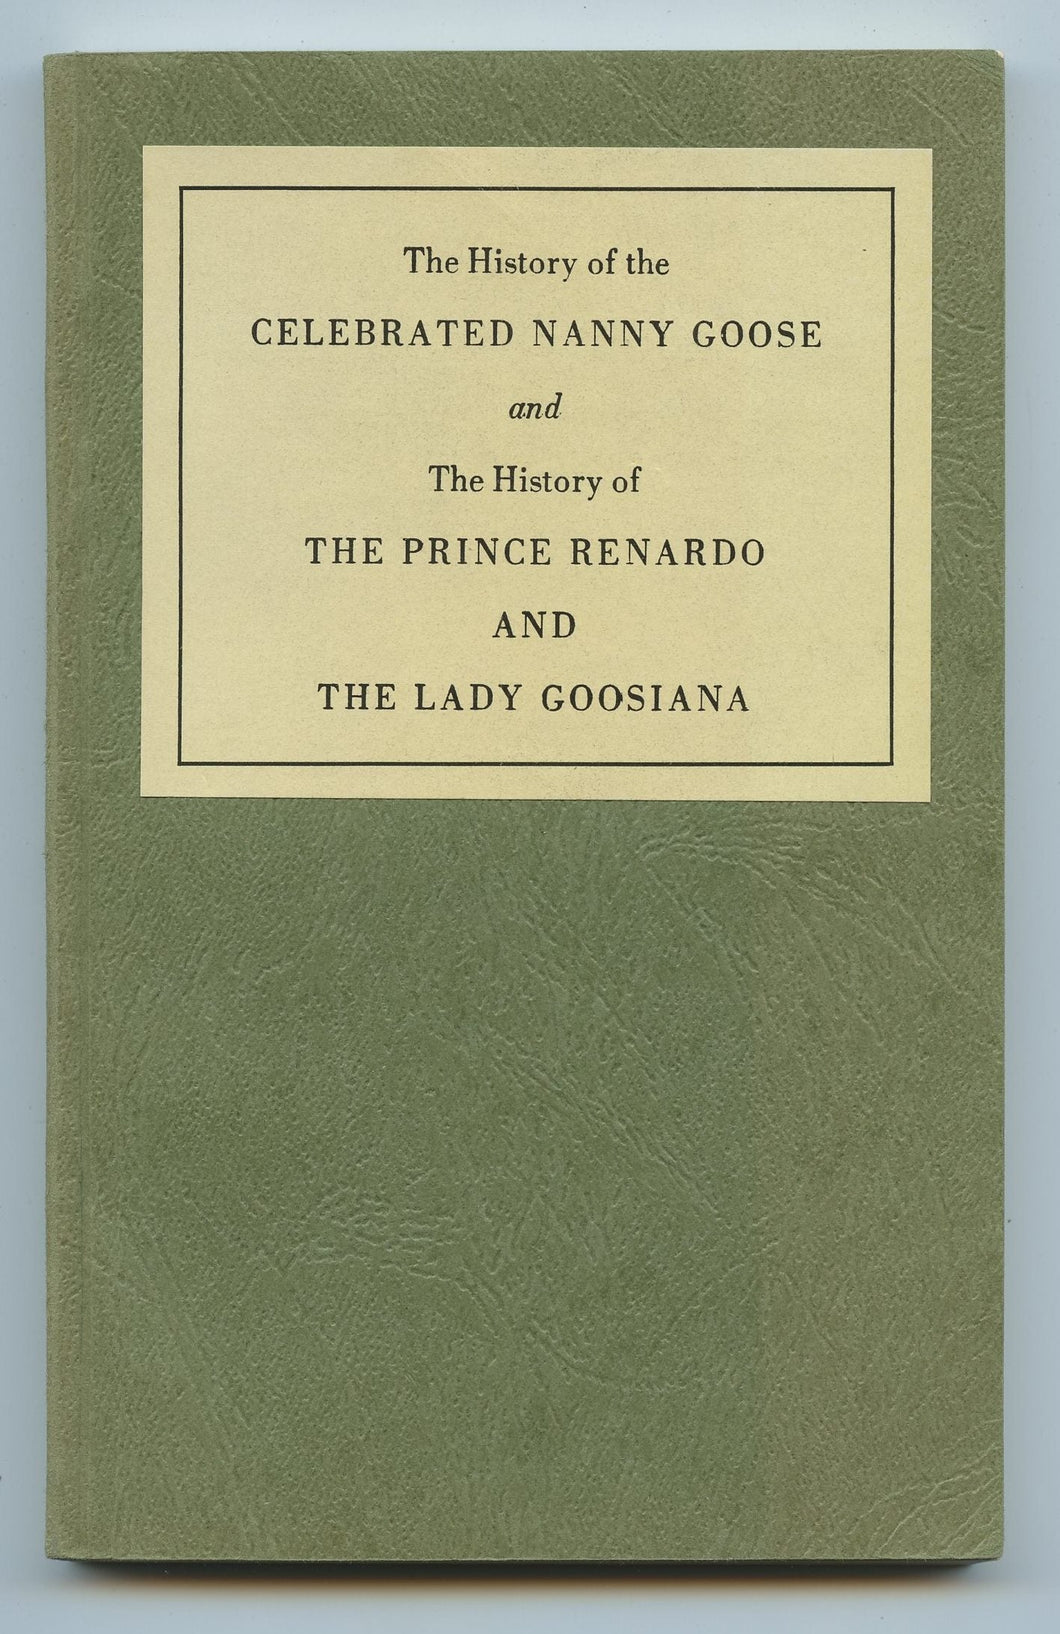 The History of the
CELEBRATED NANNY GOOSE
and
The History of
THE PRINCE RENARDO
AND
THE LADY GOOSIANA